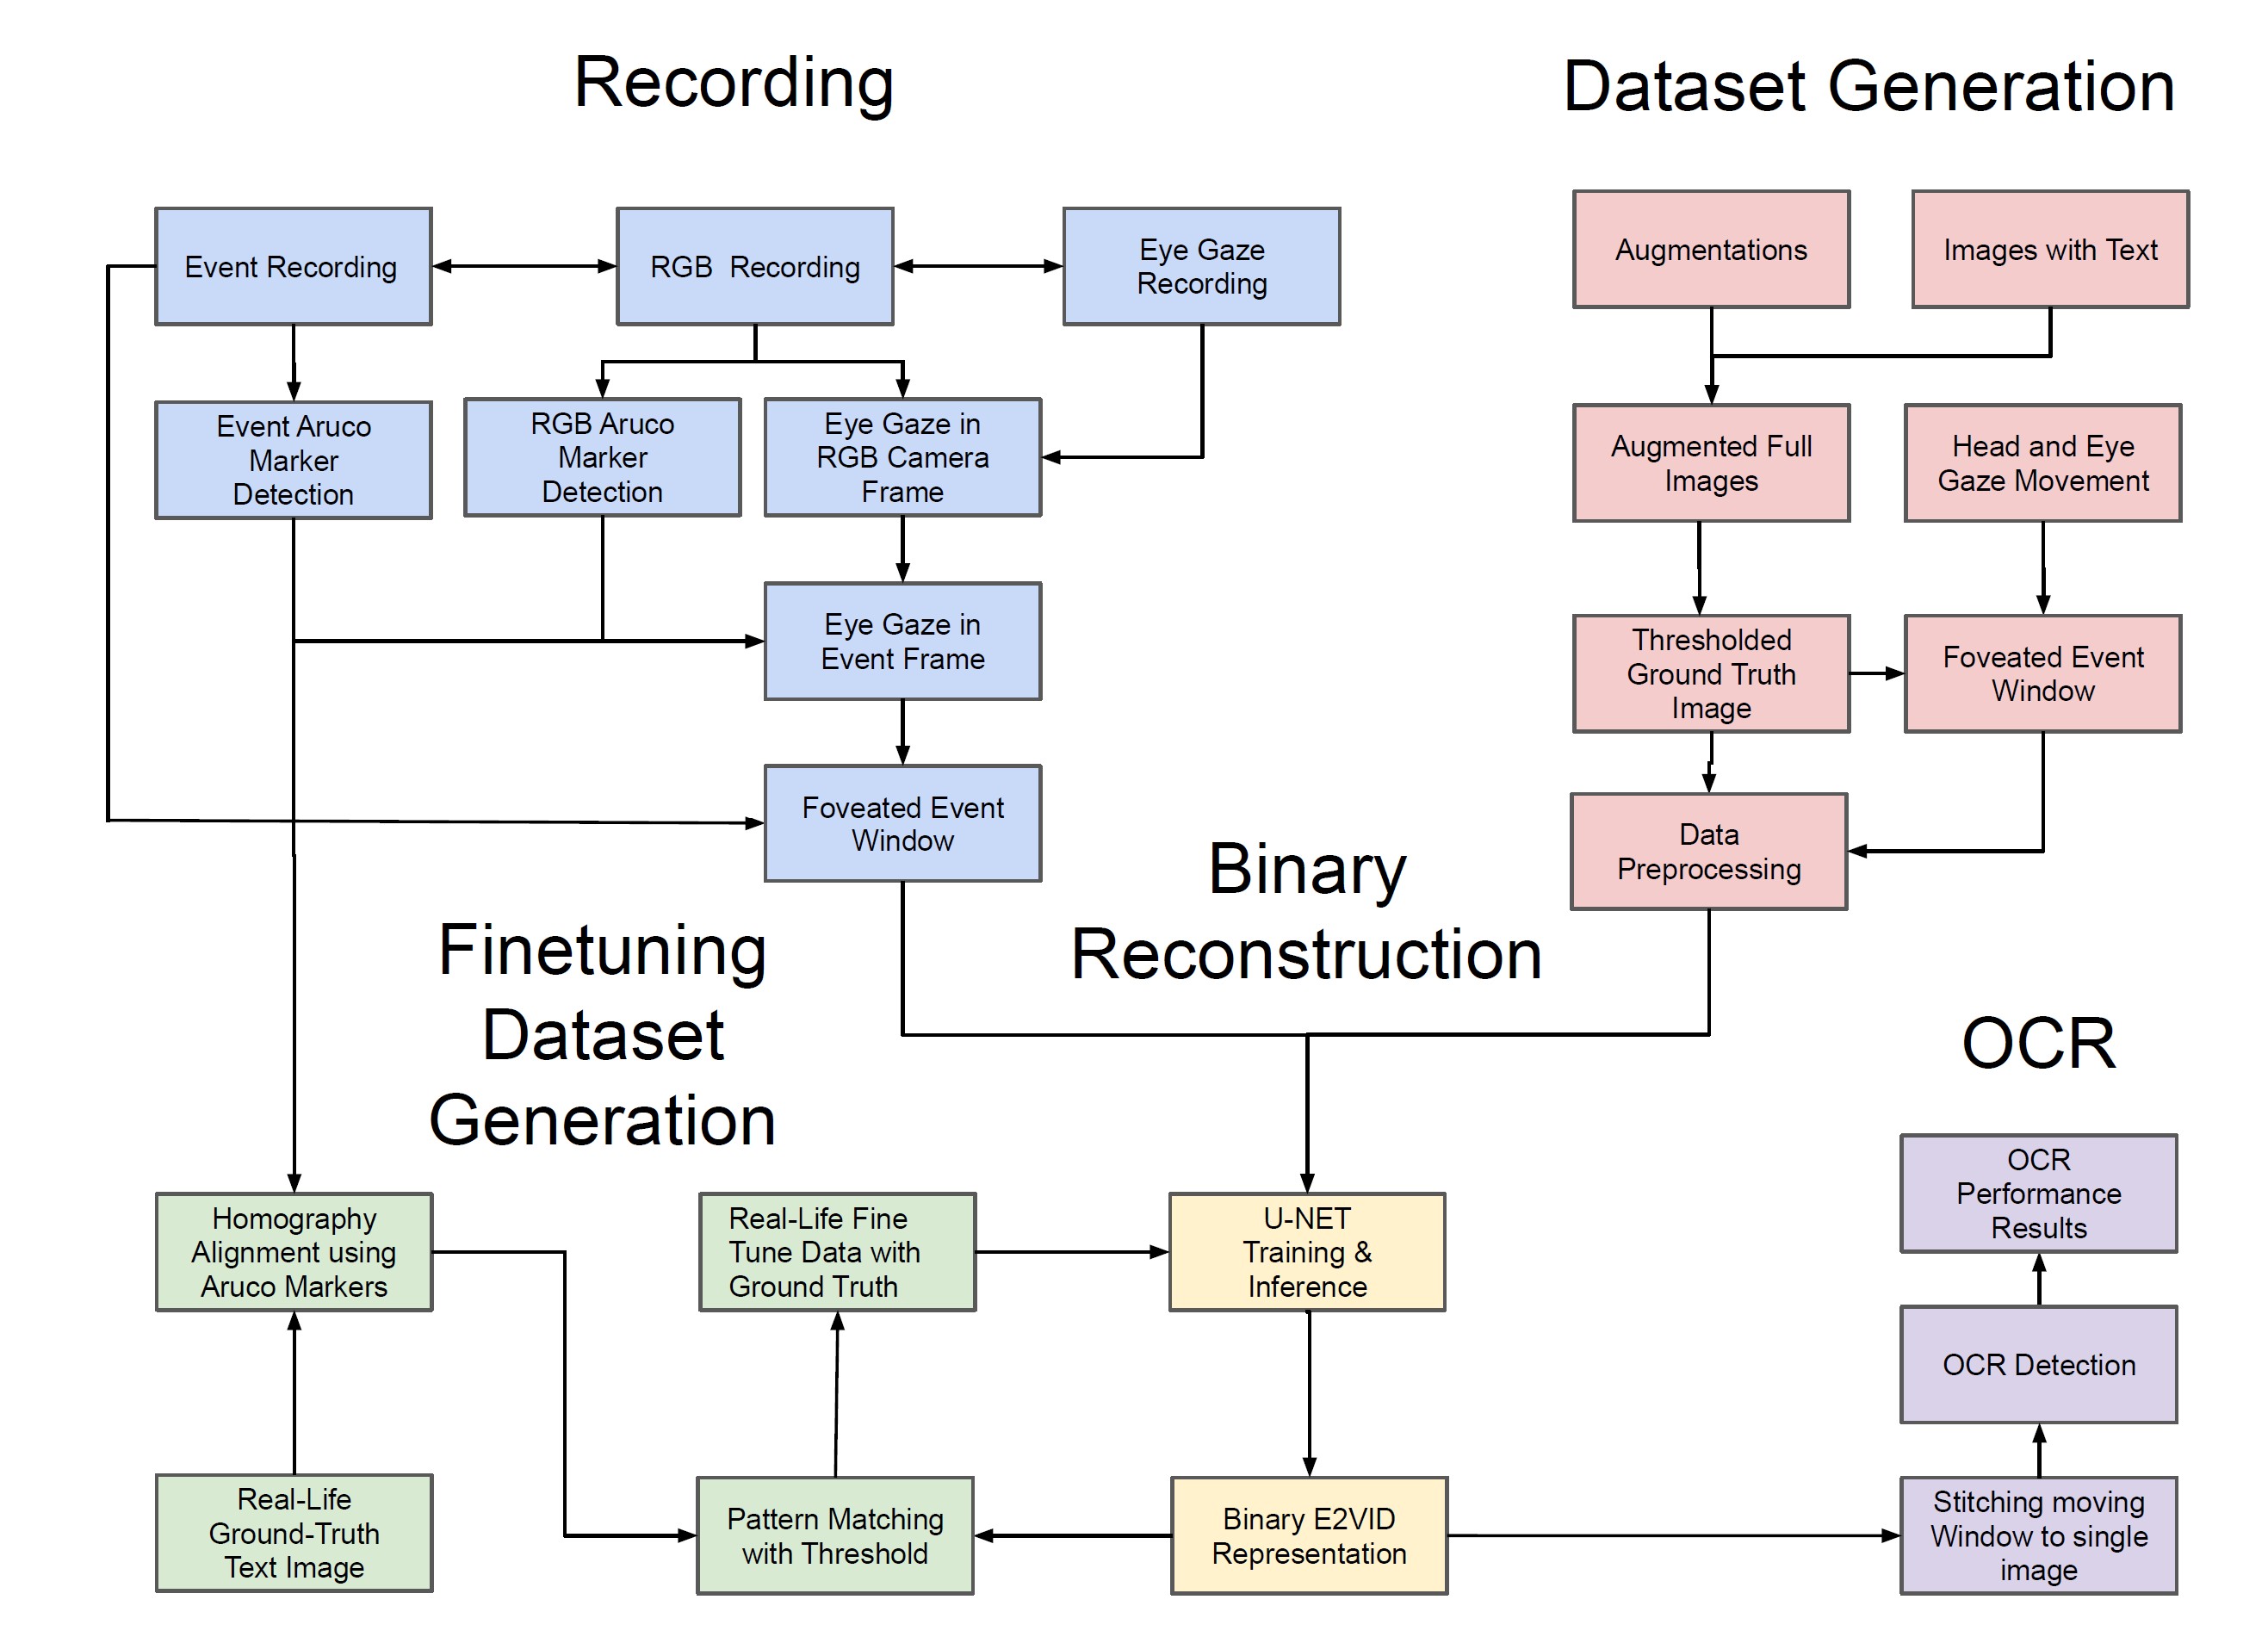 Recording
Dataset Generation
Event Recording
RGB  Recording
Eye Gaze
Recording
Augmentations
Images with Text
Event Aruco
Marker
Detection
RGB Aruco
Marker
Detection
Eye Gaze in
RGB Camera
Frame
Augmented Full
Images
Head and Eye
Gaze Movement
Eye Gaze in
Event Frame
Thresholded
Ground Truth
Image
Foveated Event
Window
Foveated Event
Window
Data
Preprocessing
Finetuning
Dataset
Generation
Binary
Reconstruction
OCR
Homography
Alignment using
Aruco Markers
Real-Life Fine
Tune Data with
Ground Truth
U-NET
Training &
Inference
OCR
Performance
Results
OCR Detection
Real-Life
Ground-Truth
Text Image
Pattern Matching
with Threshold
Binary E2VID
Representation
Stitching moving
Window to single
image